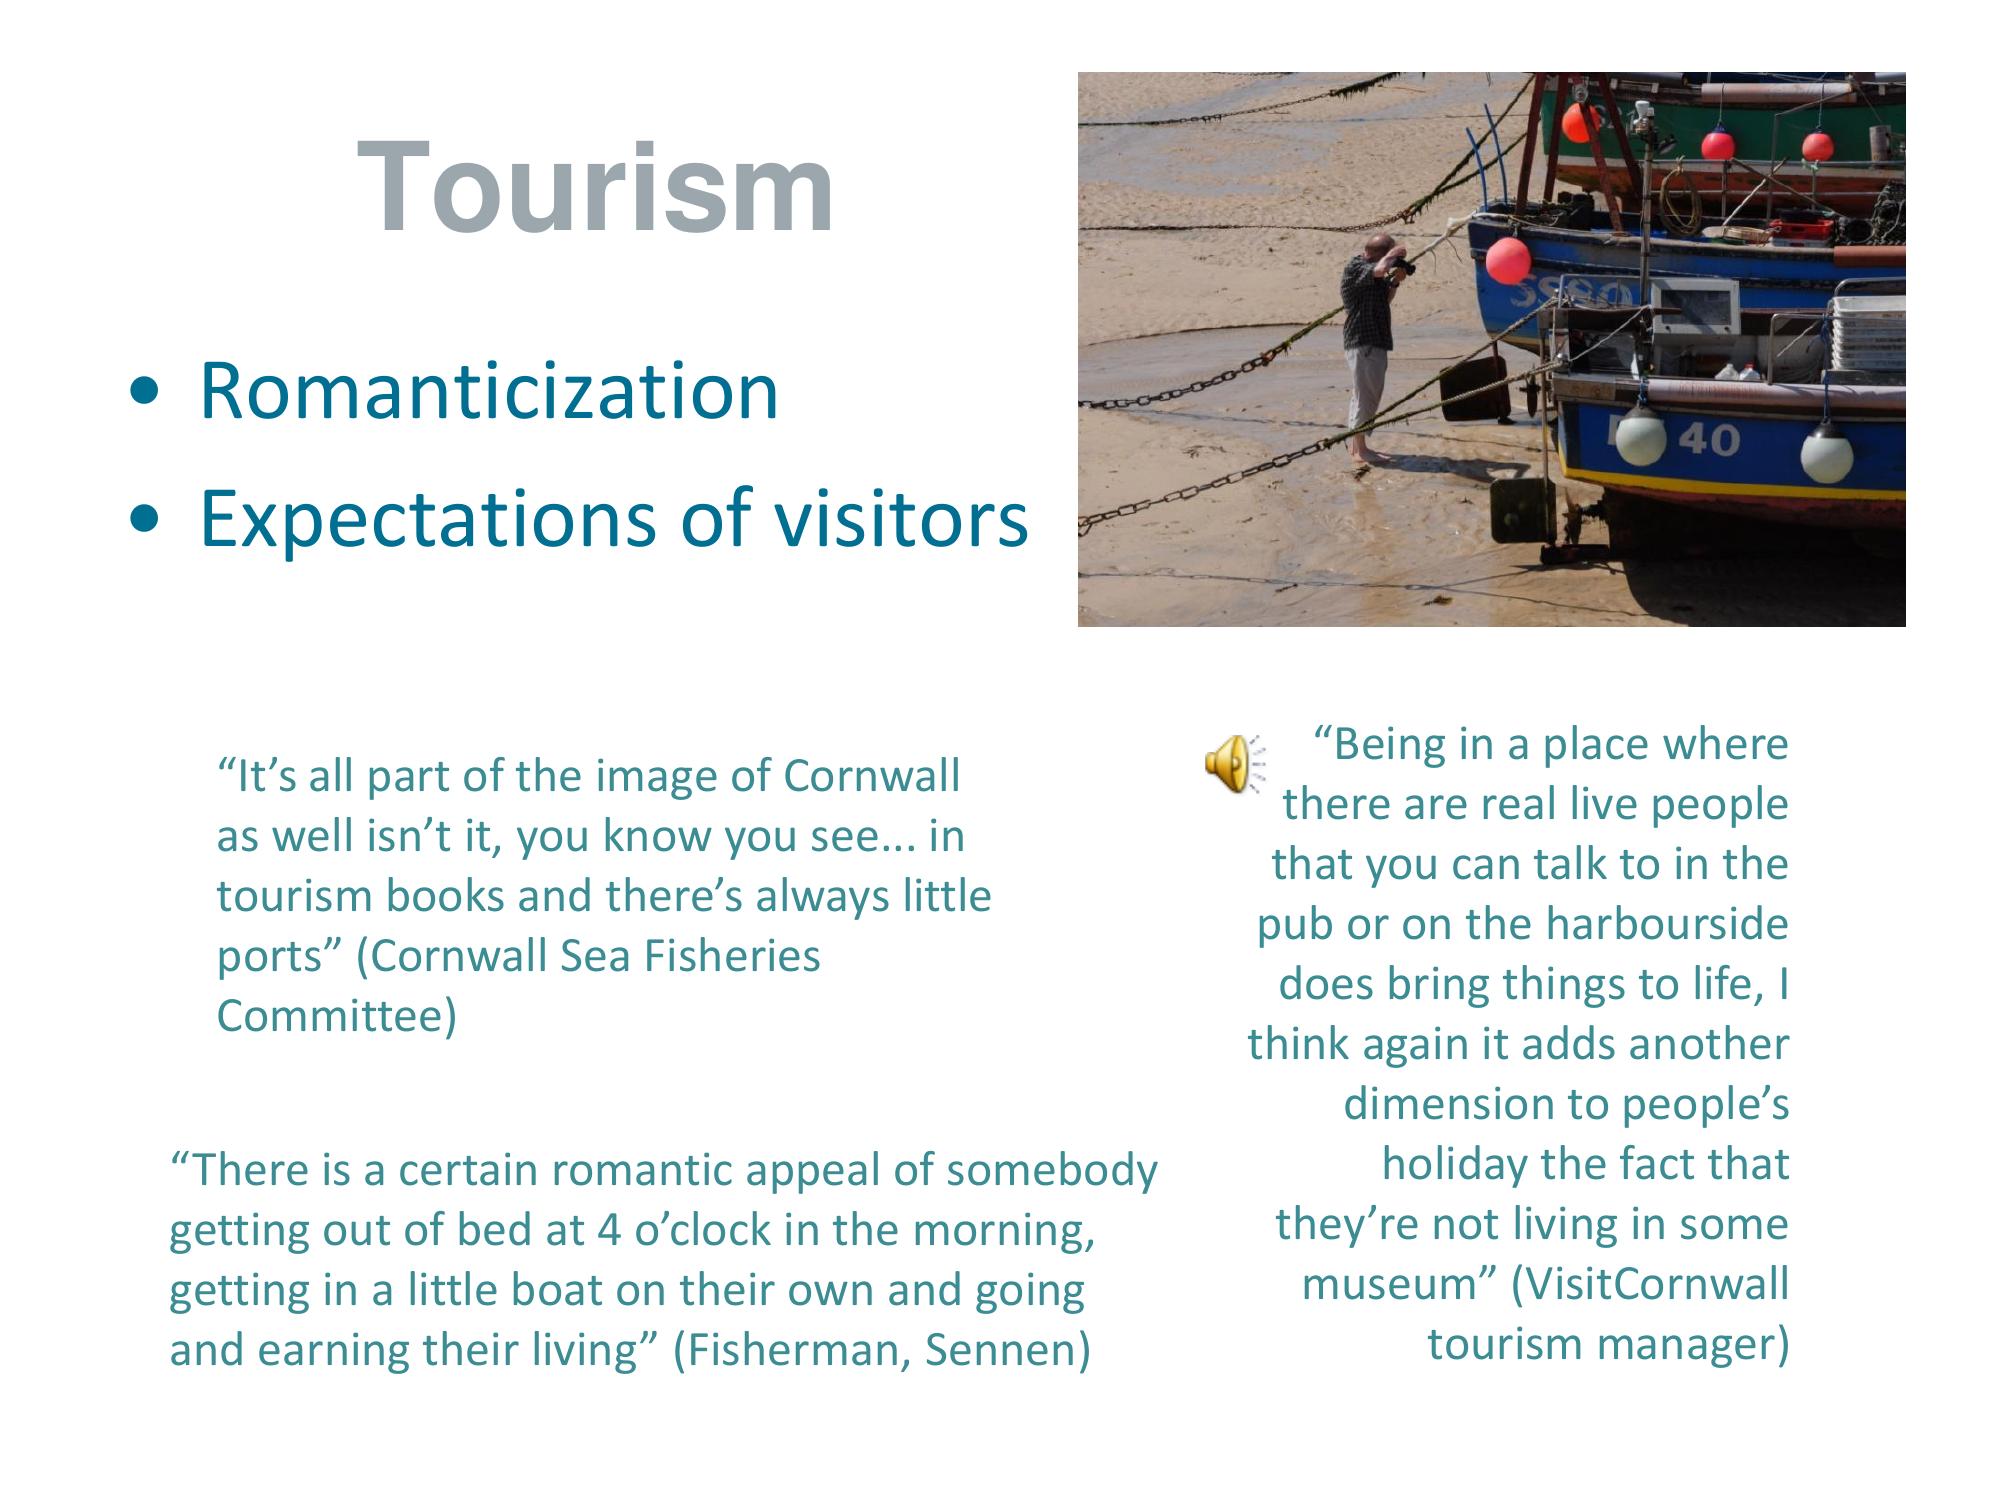 Tourism
• Romanticization
• Expectations of visitors
SS80
40
“It’s all part of the image of Cornwall
as well isn’t it, you know you see... in
tourism books and there’s always little
ports” (Cornwall Sea Fisheries
Committee)
“There is a certain romantic appeal of somebody
getting out of bed at 4 o’clock in the morning,
getting in a little boat on their own and going
and earning their living” (Fisherman, Sennen)
“Being in a place where
there are real live people
that you can talk to in the
pub or on the harbourside
does bring things to life, I
think again it adds another
dimension to people’s
holiday the fact that
they’re not living in some
museum” (VisitCornwall
tourism manager)